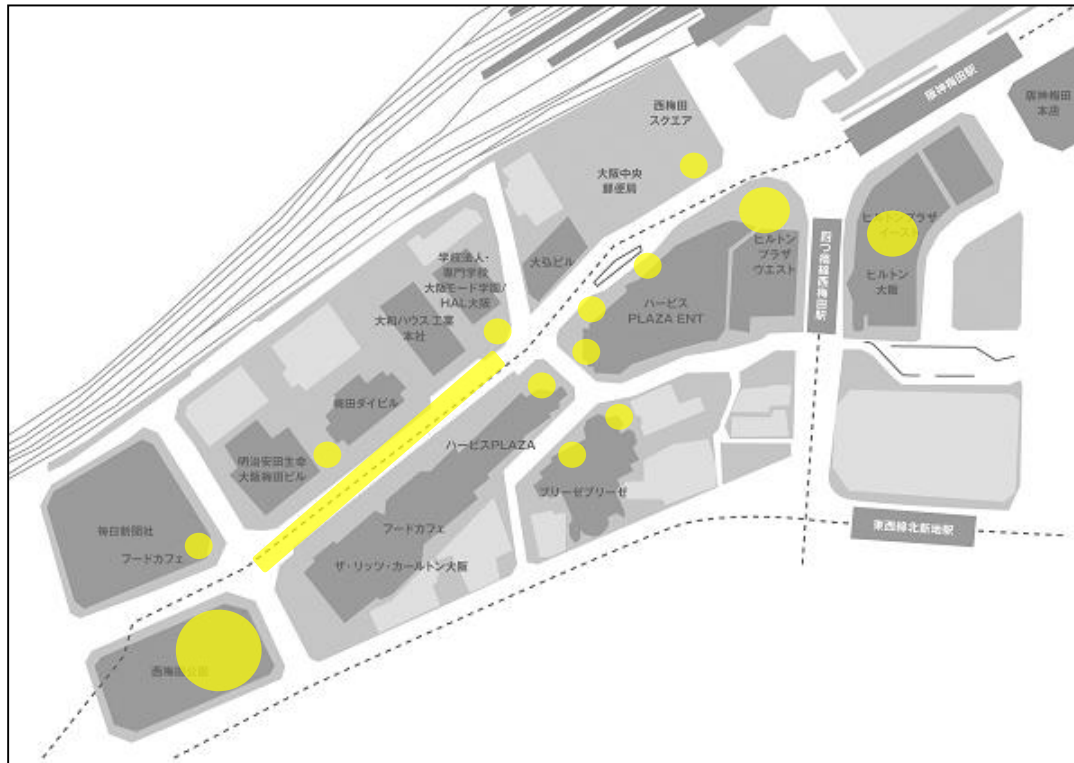 阪神梅田駅
阪神梅田
本店
西梅田
スクエア
大阪中央
郵便局
ヒルトンプラザ
イースト
ヒルトン
プラザ
ウエスト
四つ橋線西梅田駅
ヒルトン
大阪
学校法人・
専門学校
大阪モード学園/
HAL大阪
大弘ビル
ハービス
PLAZA ENT
大和ハウス工業
本社
梅田ダイビル
ハービスPLAZA
明治安田生命
大阪梅田ビル
ブリーゼブリーゼ
毎日新聞社
フードカフェ
フードカフェ
ザ・リッツ・カールトン大阪
東西線北新地駅
西梅田公園